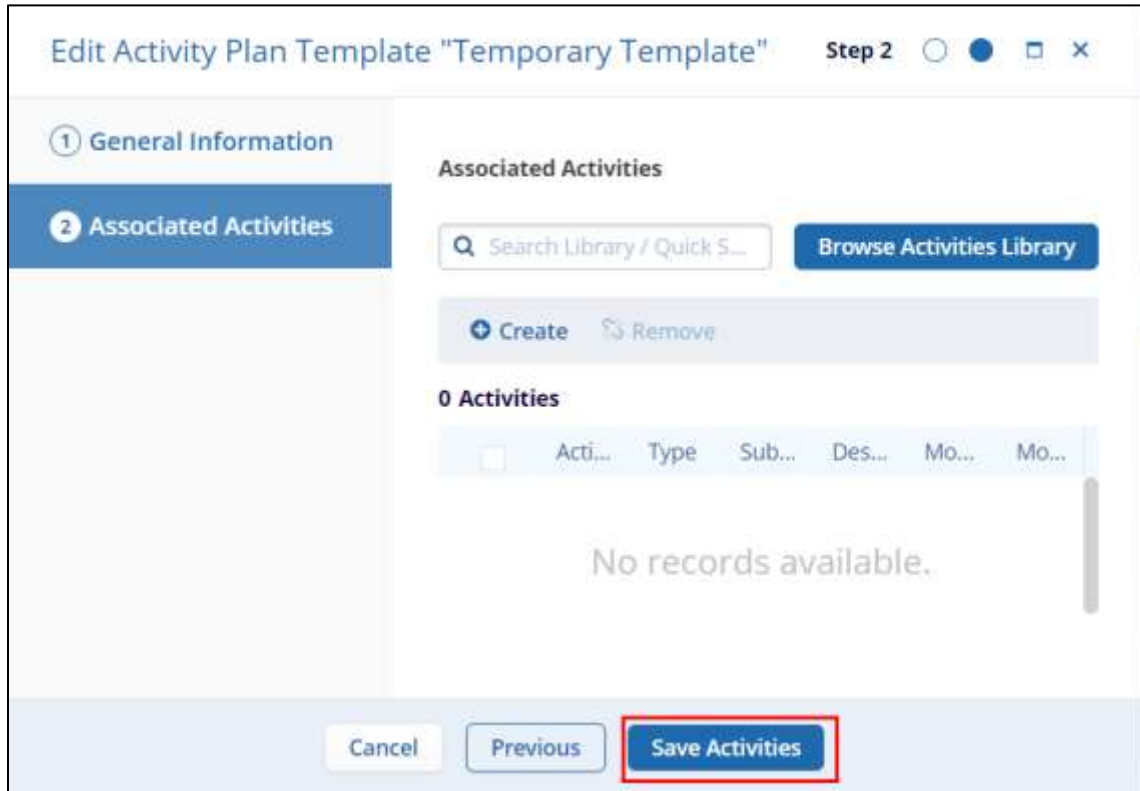 Edit Activity Plan Template "Temporary Template" Step 2
1 General Information
2 Associated Activities
Associated Activities
Search Library / Quick S...
Browse Activities Library
Create Remove
0 Activities
Acti... Type Sub... Des... Mo... Mo...
No records available.
Cancel Previous Save Activities